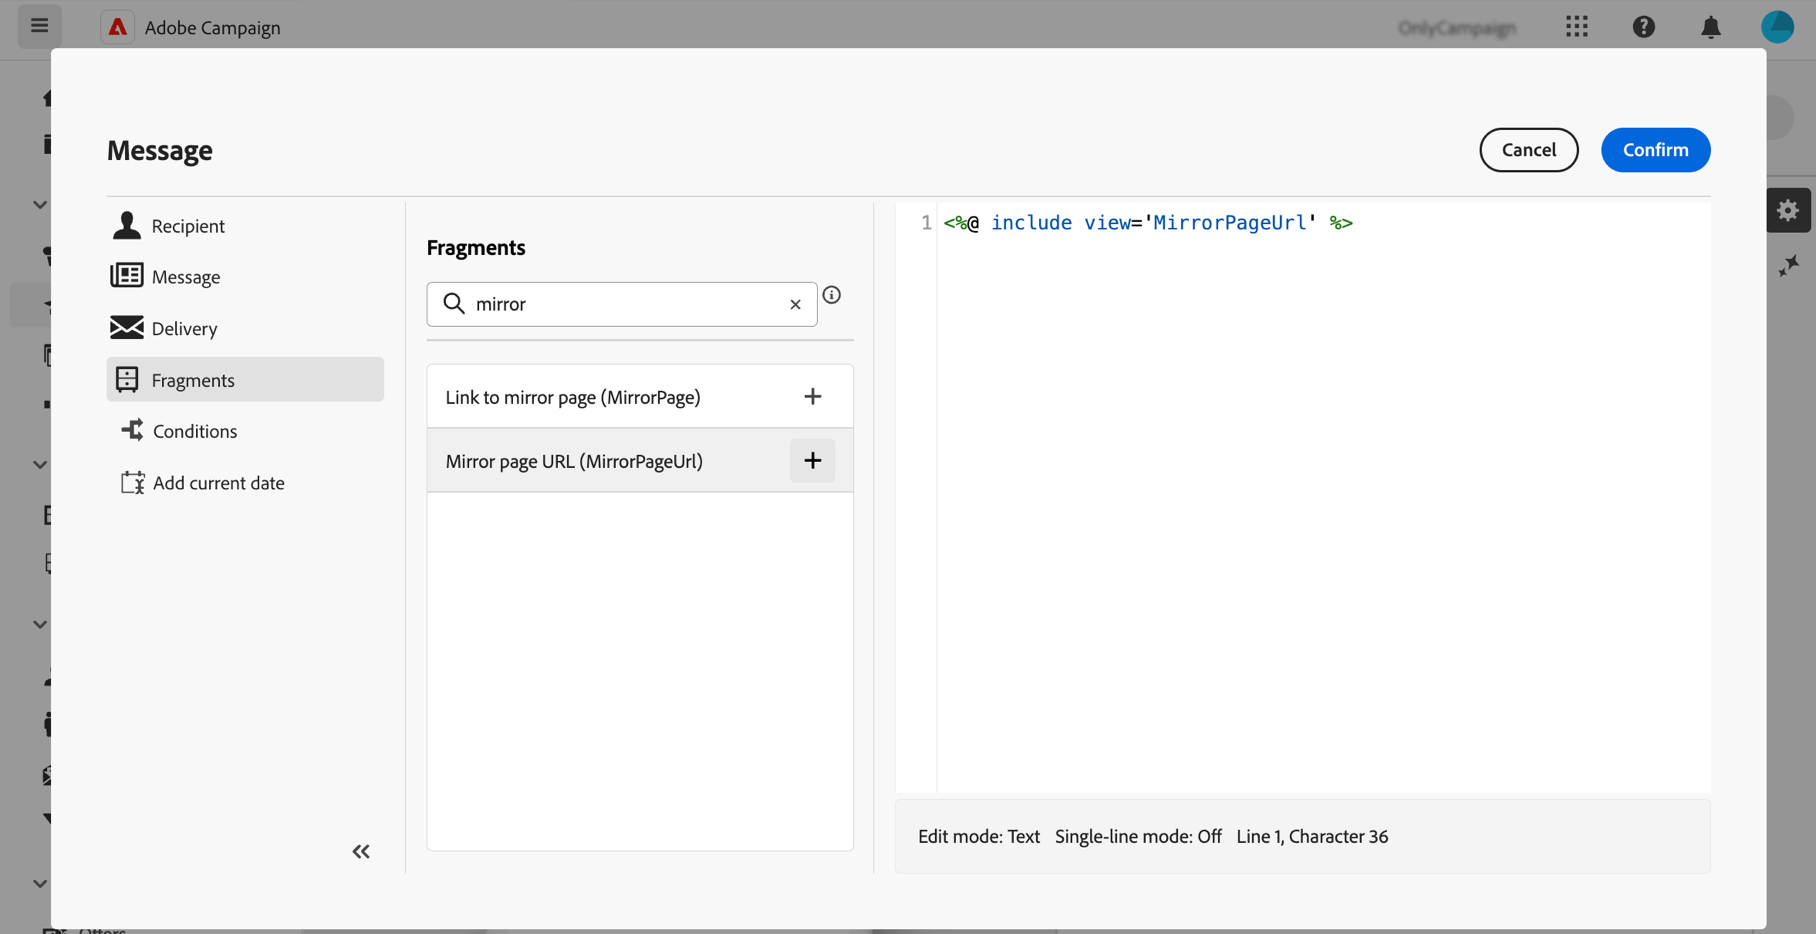 Adobe Campaign
OnlyCampaign
Message
Cancel
Confirm
Recipient
Message
Delivery
Fragments
Conditions
Add current date
Fragments
mirror
Link to mirror page (MirrorPage)
Mirror page URL (MirrorPageUrl)
1 <%@ include view='MirrorPageUrl' %>
Edit mode: Text Single-line mode: Off Line 1, Character 36